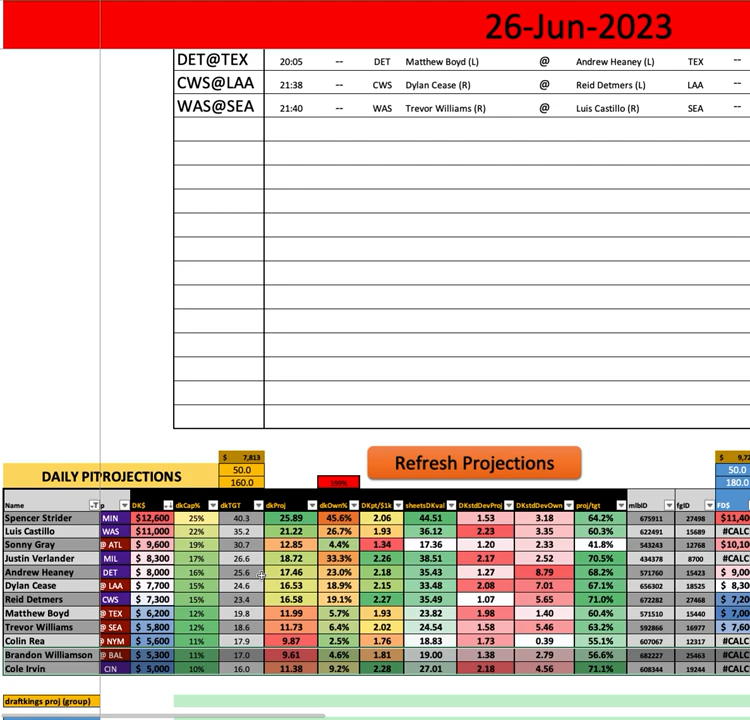 26-Jun-2023
DET@TEX 20:05 -- DET Matthew Boyd (L) @ Andrew Heaney (L) TEX --
CWS@LAA 21:38 -- CWS Dylan Cease (R) @ Reid Detmers (L) LAA --
WAS@SEA 21:40 -- WAS Trevor Williams (R) @ Luis Castillo (R) SEA --
$ 7,813 $ 9,72
DAILY PITROJECTIONS 50.0 Refresh Projections 50.0
160.0 199% 180.0
Name p DK$ dkCap% dkTGT dkProj dkOwn% DKpt/$1k sheetsDKval DKstdDevProj DKstdDevOwn proj/tgt mlbID fgID FD$
Spencer Strider MIN $12,600 25% 40.3 25.89 45.6% 2.06 44.51 1.53 3.18 64.2% 675911 27498 $11,40
Luis Castillo WAS $11,000 22% 35.2 21.22 26.7% 2.23 36.12 2.23 3.35 60.3% 622491 15689 #CALC
Sonny Gray @ ATL $ 9,600 19% 30.7 12.85 4.4% 1.34 17.36 1.20 2.33 41.8% 543243 12768 $10,10
Justin Verlander MIL $ 8,300 17% 26.6 18.72 33.3% 2.26 38.51 2.17 2.52 70.5% 434378 8700 #CALC
Andrew Heaney DET $ 8,000 16% 25.6 17.46 23.0% 2.18 35.43 1.27 8.79 68.2% 571760 15423 $ 9,00
Dylan Cease @ LAA $ 7,700 15% 24.6 16.53 18.9% 2.15 33.48 2.08 7.01 67.1% 656302 18525 $ 8,30
Reid Detmers CWS $ 7,300 15% 23.4 16.58 19.1% 2.27 35.49 1.07 5.65 71.0% 672282 27468 $ 7,20
Matthew Boyd @ TEX $ 6,200 12% 19.8 11.99 5.7% 1.93 23.82 1.98 1.40 60.4% 571510 15440 $ 7,00
Trevor Williams @ SEA $ 5,800 12% 18.6 11.73 6.4% 2.02 24.54 1.58 5.46 63.2% 592866 16977 $ 7,60
Colin Rea @ NYM $ 5,600 11% 17.9 9.87 2.5% 1.76 18.83 1.73 0.39 55.1% 607067 12317 #CALC
Brandon Williamson @ BAL $ 5,300 11% 17.0 9.61 4.6% 1.81 19.00 1.38 2.79 56.6% 682227 25463 #CALC
Cole Irvin CIN $ 5,000 10% 16.0 11.38 9.2% 2.28 27.01 2.18 4.56 71.1% 608344 19244 #CALC
draftkings proj (group)